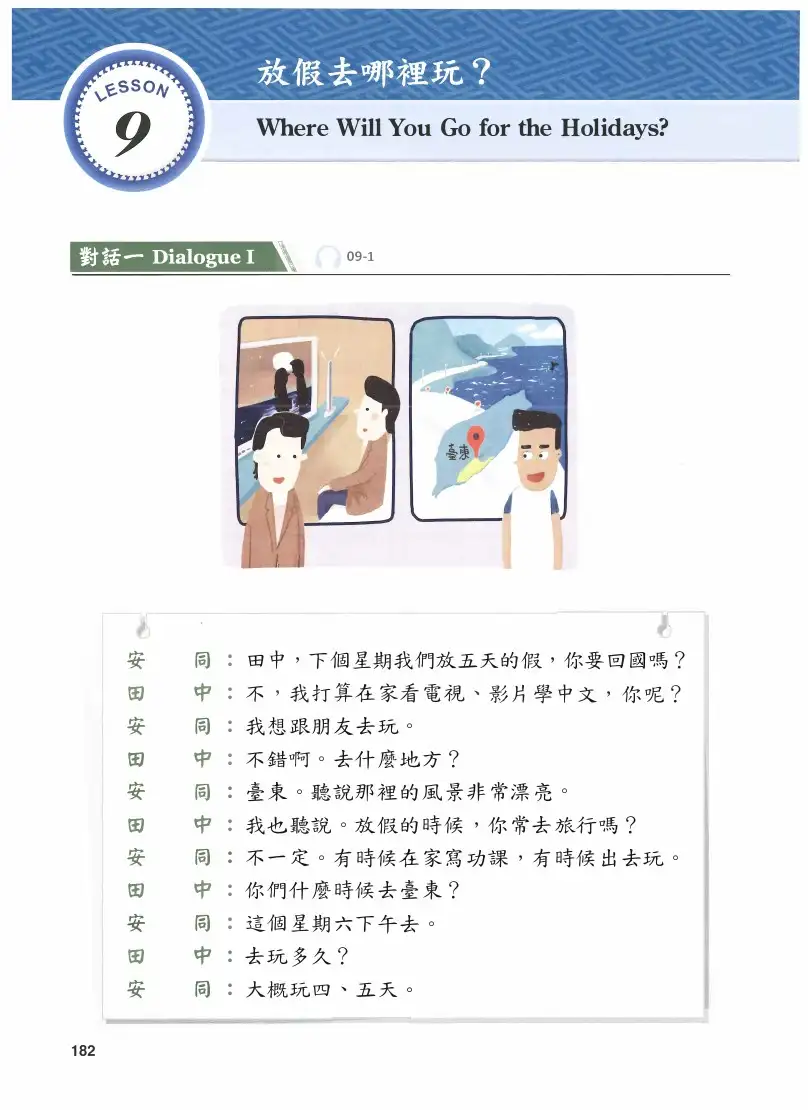 放假去哪裡玩？
LESSON
9
Where Will You Go for the Holidays?
對話一 Dialogue I
09-1
臺東
安同：田中，下個星期我們放五天的假，你要回國嗎？
田中：不，我打算在家看電視、影片學中文，你呢？
安同：我想跟朋友去玩。
田中：不錯啊。去什麼地方？
安同：臺東。聽說那裡的風景非常漂亮。
田中：我也聽說。放假的時候，你常去旅行嗎？
安同：不一定。有時候在家寫功課，有時候出去玩。
田中：你們什麼時候去臺東？
安同：這個星期六下午去。
田中：去玩多久？
安同：大概玩四、五天。
182